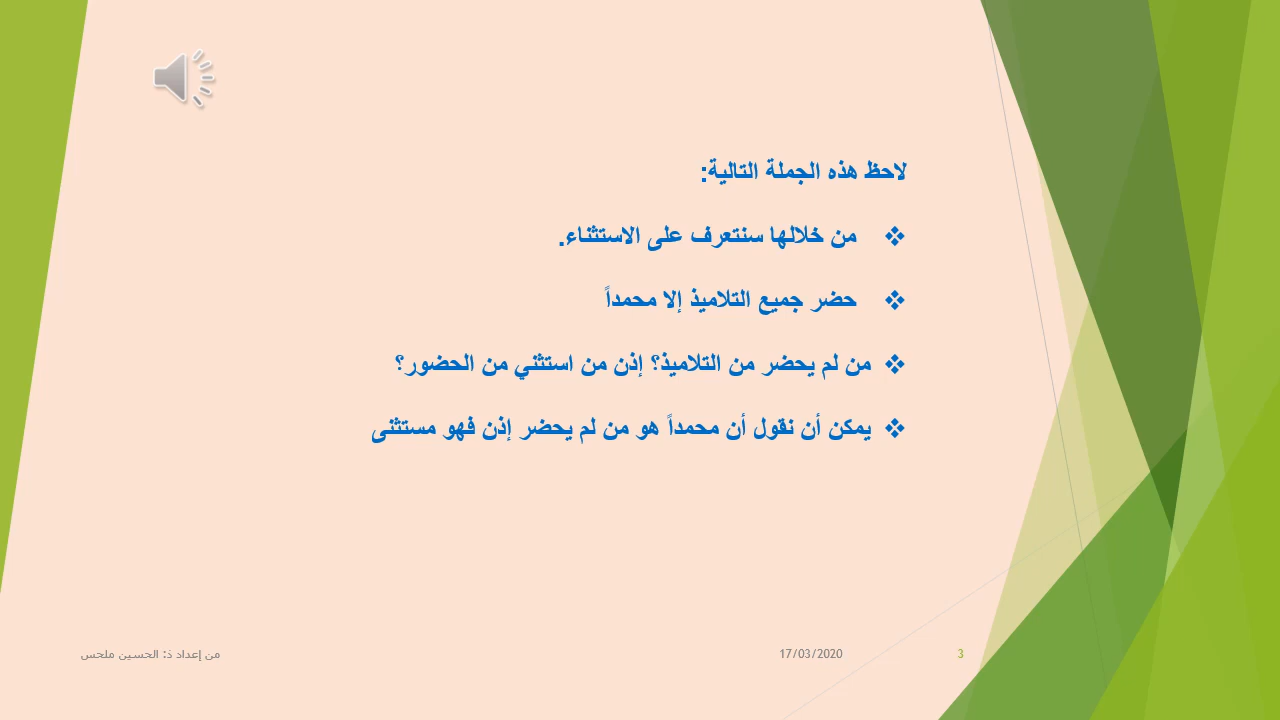 لاحظ هذه الجملة التالية:
❖ من خلالها سنتعرف على الاستثناء.
❖ حضر جميع التلاميذ إلا محمداً
❖ من لم يحضر من التلاميذ؟ إذن من استثني من الحضور؟
❖ يمكن أن نقول أن محمداً هو من لم يحضر إذن فهو مستثنى
3
17/03/2020
من إعداد ذ: الحسين ملحس